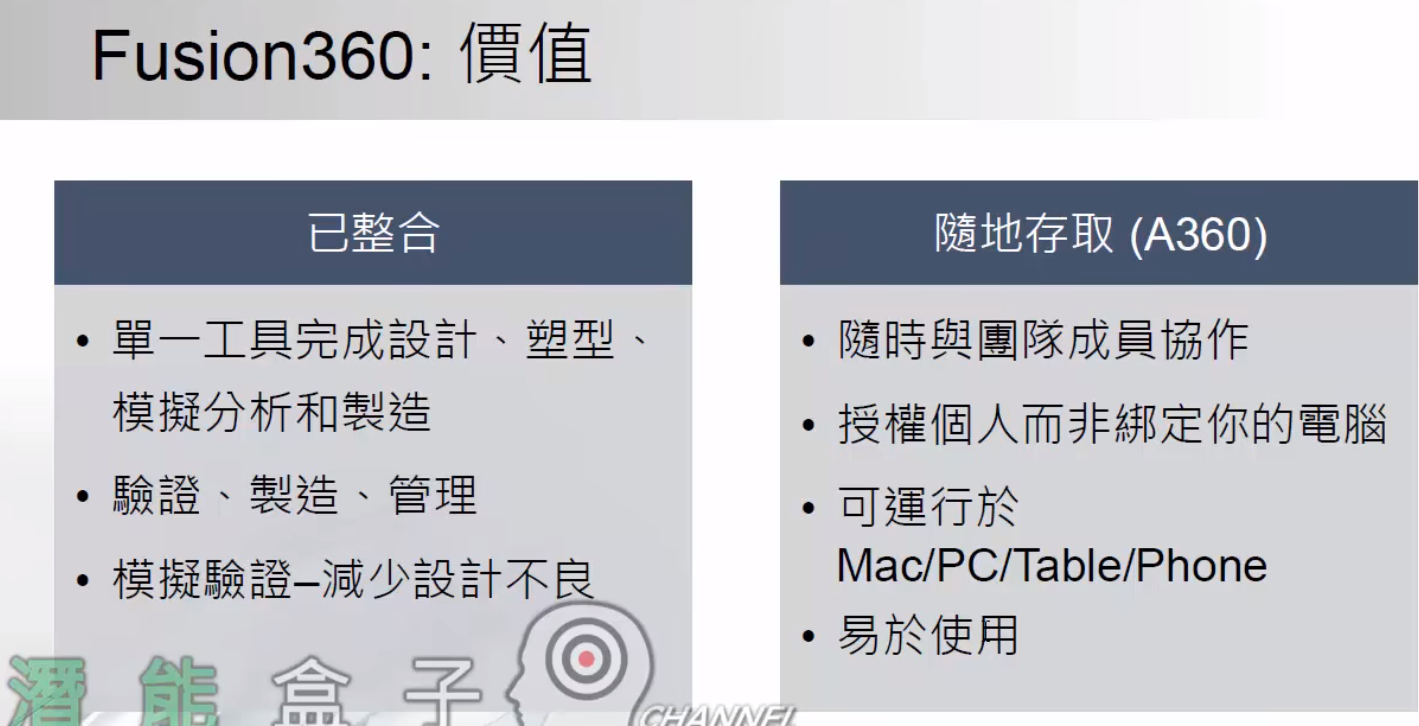 Fusion360: 價值
已整合
• 單一工具完成設計、塑型、
模擬分析和製造
• 驗證、製造、管理
• 模擬驗證–減少設計不良
隨地存取 (A360)
• 隨時與團隊成員協作
• 授權個人而非綁定你的電腦
• 可運行於
Mac/PC/Table/Phone
• 易於使用
潛能盒子
CHANNEL